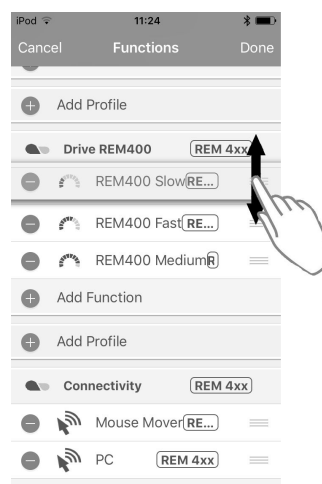 iPod 11:24
Cancel Functions Done
Add Profile
Drive REM400 REM 4xx
REM400 Slow RE...
REM400 Fast RE...
REM400 Medium R
Add Function
Add Profile
Connectivity REM 4xx
Mouse Mover RE...
PC REM 4xx